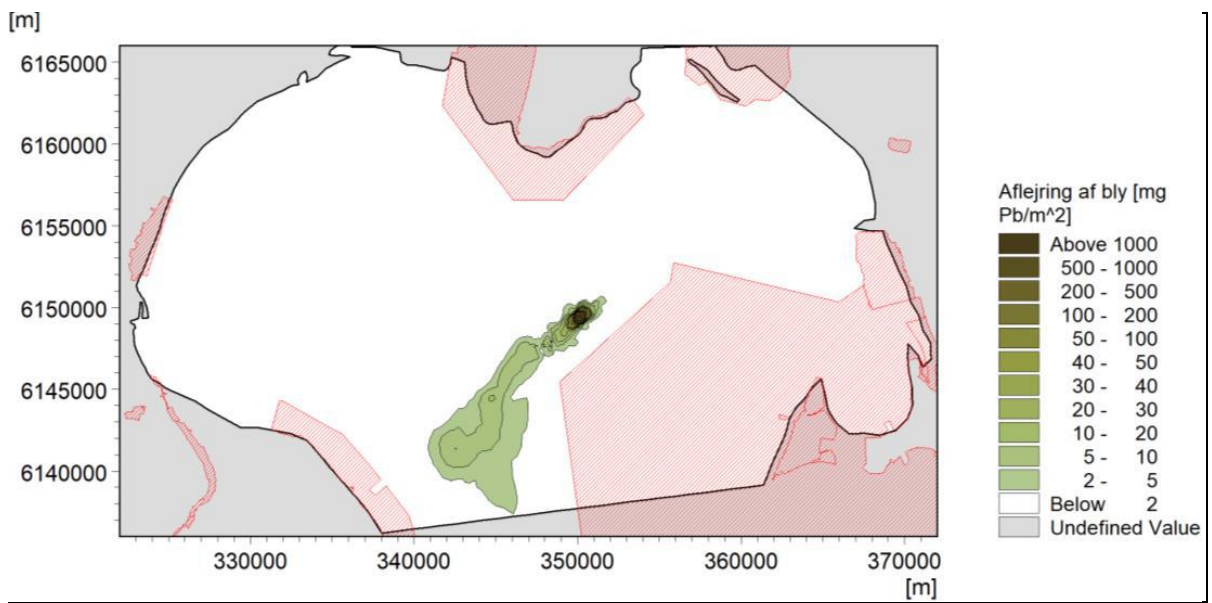 [m]
6165000
6160000
6155000
6150000
6145000
6140000
330000 340000 350000 360000 370000
[m]
Aflejring af bly [mg
Pb/m^2]
Above 1000
500 - 1000
200 - 500
100 - 200
50 - 100
40 - 50
30 - 40
20 - 30
10 - 20
5 - 10
2 - 5
Below 2
Undefined Value